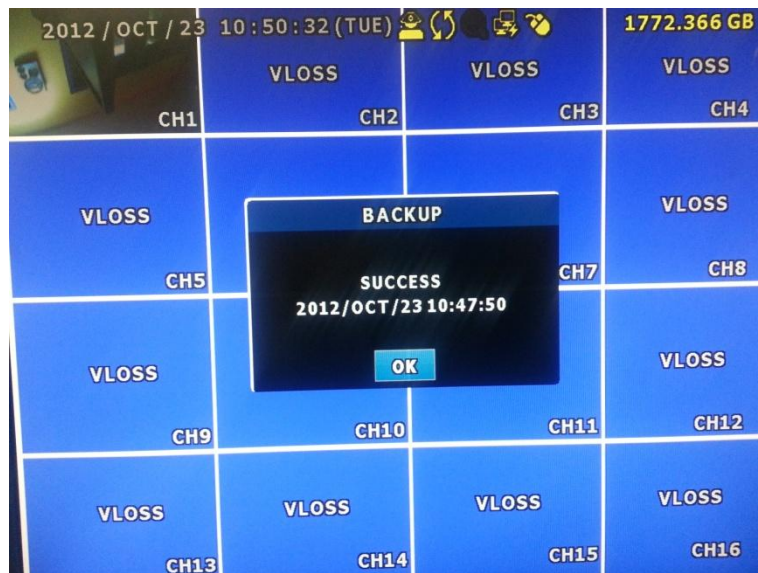 2012 / OCT / 23 10:50:32 (TUE) 1772.366 GB
VLOSS VLOSS VLOSS
CH1 CH2 CH3 CH4
VLOSS VLOSS
CH5 CH7 CH8
BACKUP
SUCCESS
2012/OCT/23 10:47:50
OK
VLOSS VLOSS
CH9 CH10 CH11 CH12
VLOSS VLOSS VLOSS VLOSS
CH13 CH14 CH15 CH16